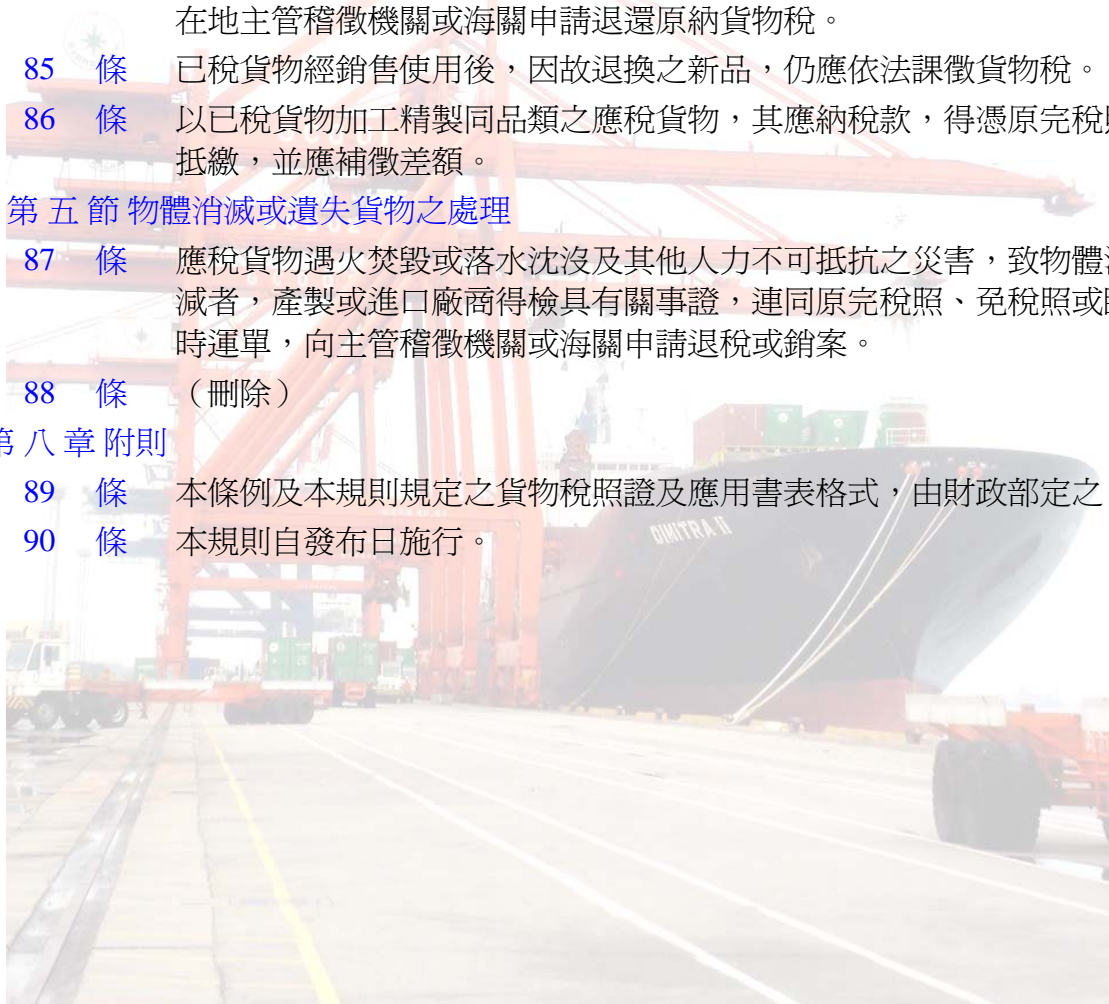 在地主管稽徵機關或海關申請退還原納貨物稅。
85 條 已稅貨物經銷售使用後，因故退換之新品，仍應依法課徵貨物稅。
86 條 以已稅貨物加工精製同品類之應稅貨物，其應納稅款，得憑原完稅
抵繳，並應補徵差額。
第 五 節 物體消滅或遺失貨物之處理
87 條 應稅貨物遇火焚毀或落水沈沒及其他人力不可抵抗之災害，致物體
減者，產製或進口廠商得檢具有關事證，連同原完稅照、免稅照或
時運單，向主管稽徵機關或海關申請退稅或銷案。
88 條 （刪除）
第 八 章 附則
89 條 本條例及本規則規定之貨物稅照證及應用書表格式，由財政部定之
90 條 本規則自發布日施行。
DIMITRA II